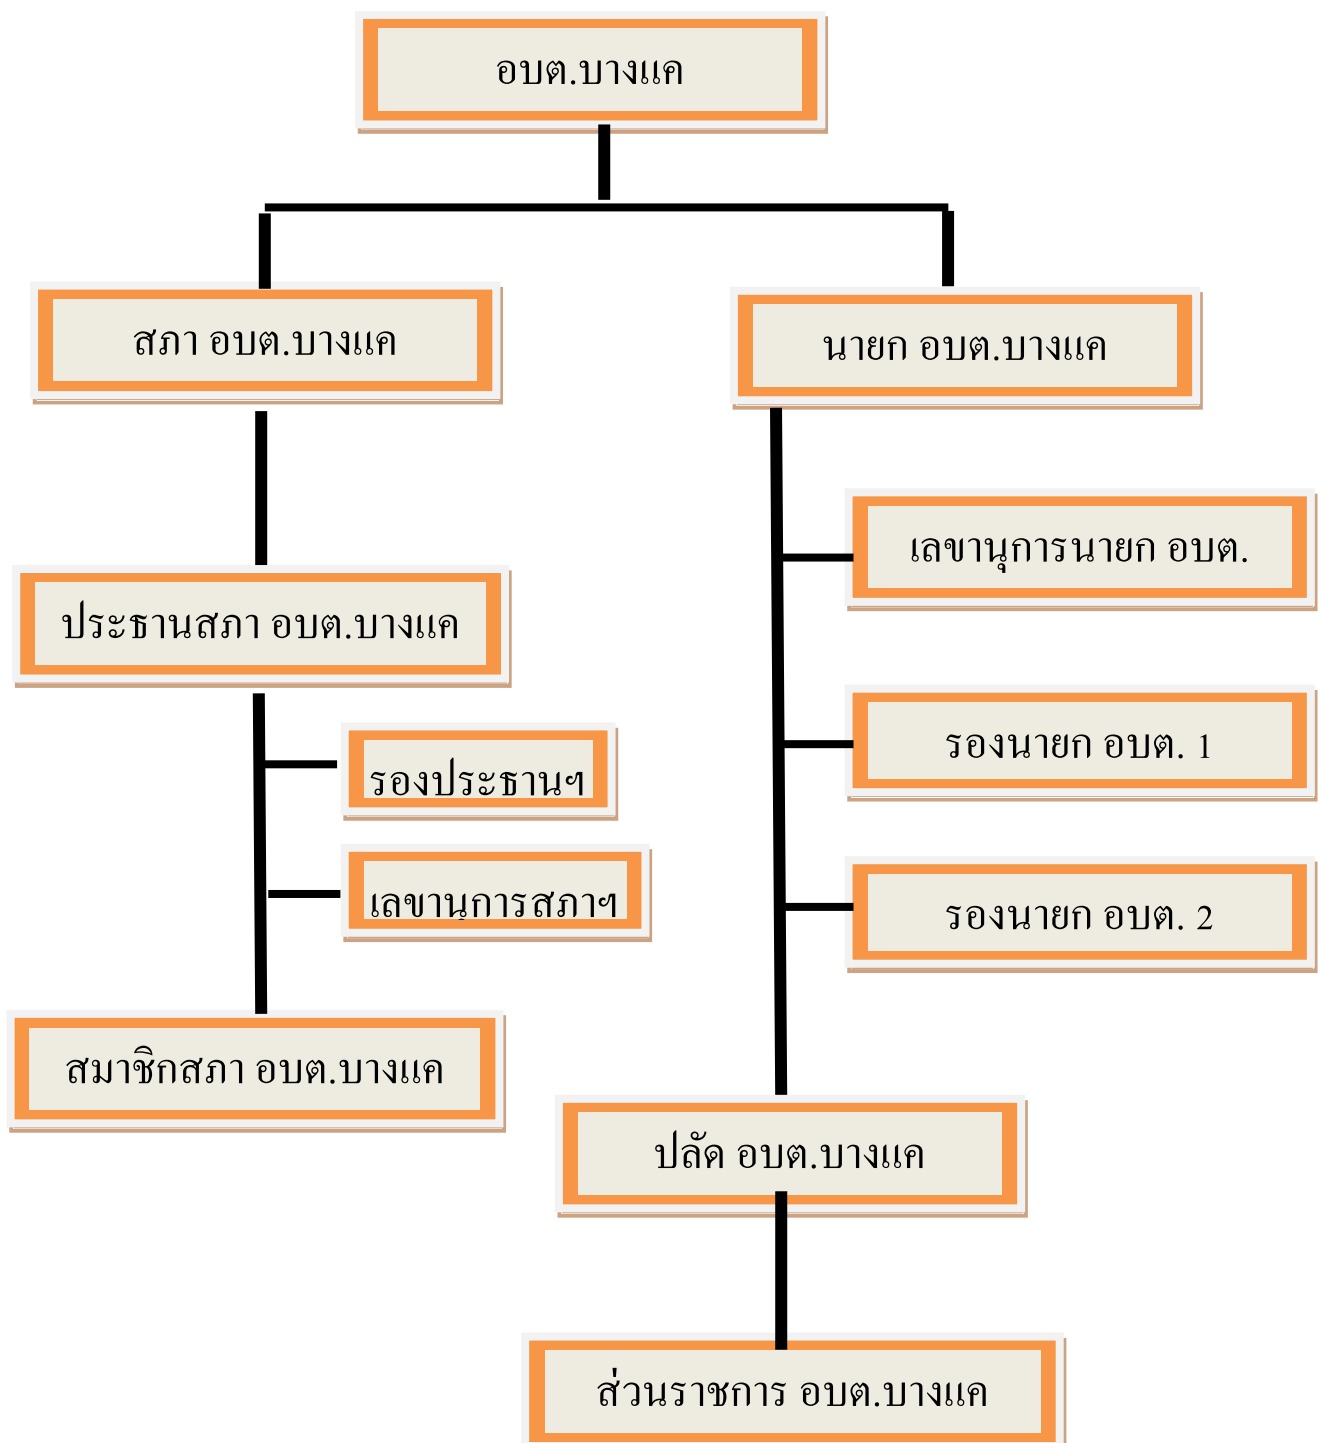 อบต.บางแค
สภา อบต.บางแค
นายก อบต.บางแค
เลขานุการนายก อบต.
ประธานสภา อบต.บางแค
รองนายก อบต. 1
รองประธานฯ
เลขานุการสภาฯ
รองนายก อบต. 2
สมาชิกสภา อบต.บางแค
ปลัด อบต.บางแค
ส่วนราชการ อบต.บางแค